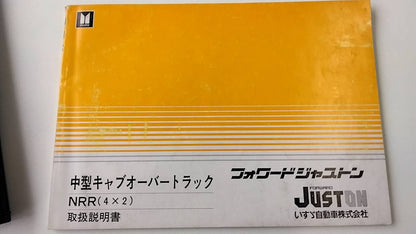 中型キャブオーバートラック
NRR(4×2)
取扱説明書
フォワードジャストン
FORWARD
JUSTON
いすゞ自動車株式会社